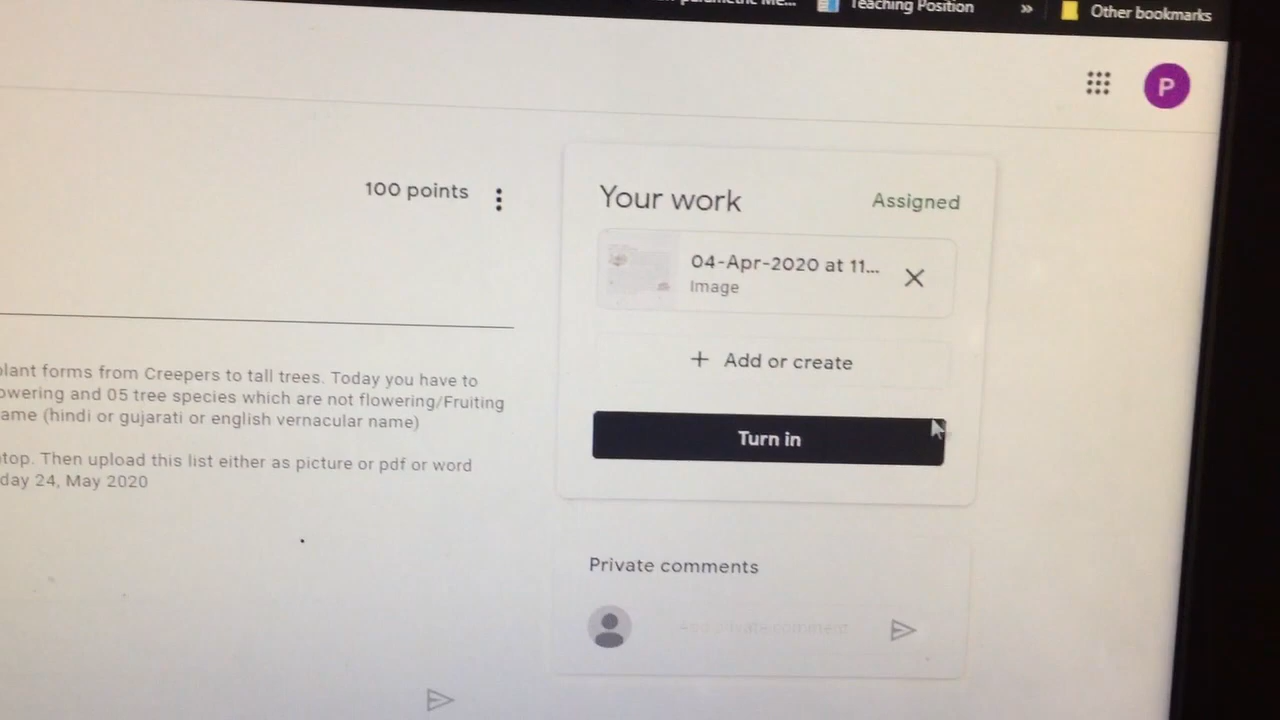 Teaching Position
»
Other bookmarks
P
100 points
Your work
Assigned
04-Apr-2020 at 11...
Image
+ Add or create
Turn in
plant forms from Creepers to tall trees. Today you have to
owering and 05 tree species which are not flowering/Fruiting
ame (hindi or gujarati or english vernacular name)
top. Then upload this list either as picture or pdf or word
day 24, May 2020
Private comments
Add private comment